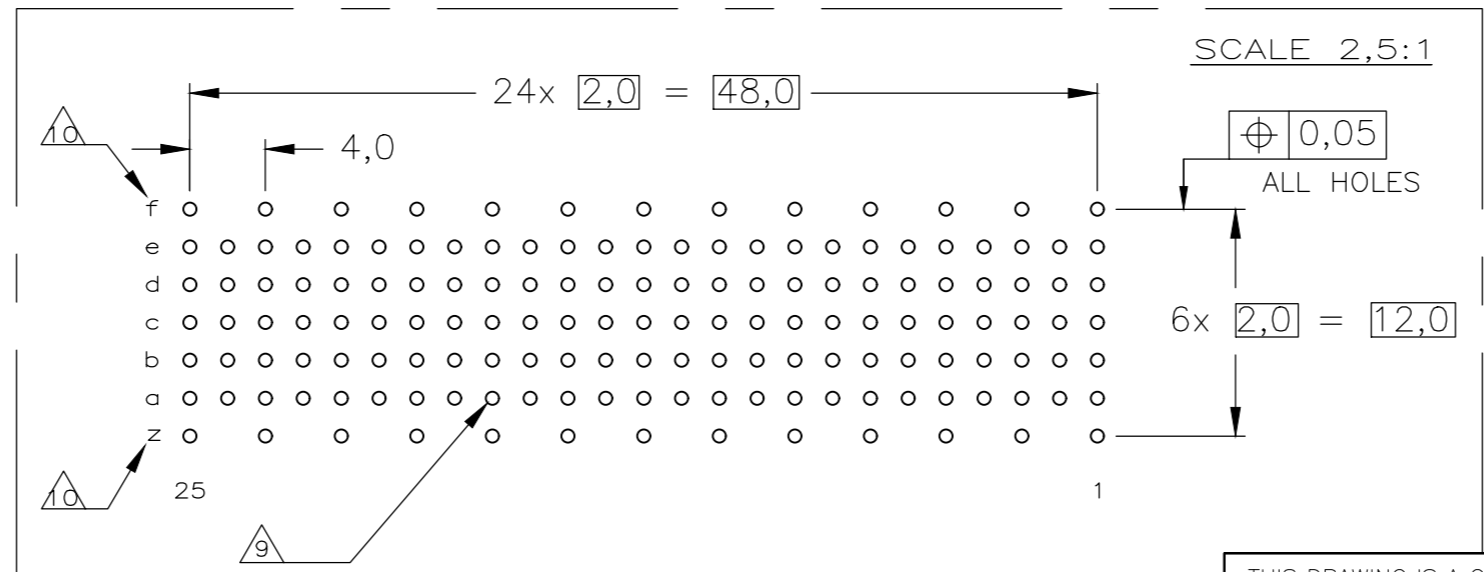 SCALE 2,5:1
24x 2,0 = 48,0
10
4,0
⌖ 0,05
ALL HOLES
f
e
d
c
6x 2,0 = 12,0
b
a
z
10
25
1
9